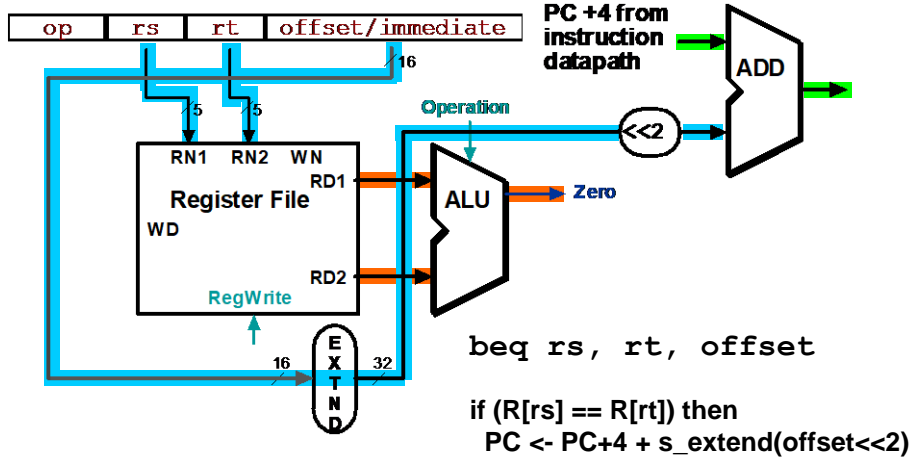 op rs rt offset/immediate
PC +4 from
instruction
datapath
ADD
16
5 5
Operation
<<2
RN1 RN2 WN
RD1
Register File
ALU
Zero
WD
RD2
RegWrite
16
EXTND
32
beq rs, rt, offset
if (R[rs] == R[rt]) then
PC <- PC+4 + s_extend(offset<<2)